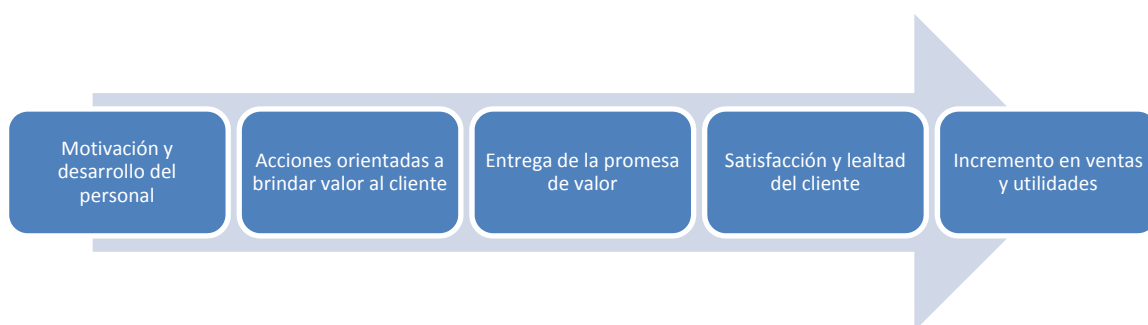 Motivación y
desarrollo del
personal
Acciones orientadas a
brindar valor al cliente
Entrega de la promesa
de valor
Satisfacción y lealtad
del cliente
Incremento en ventas
y utilidades